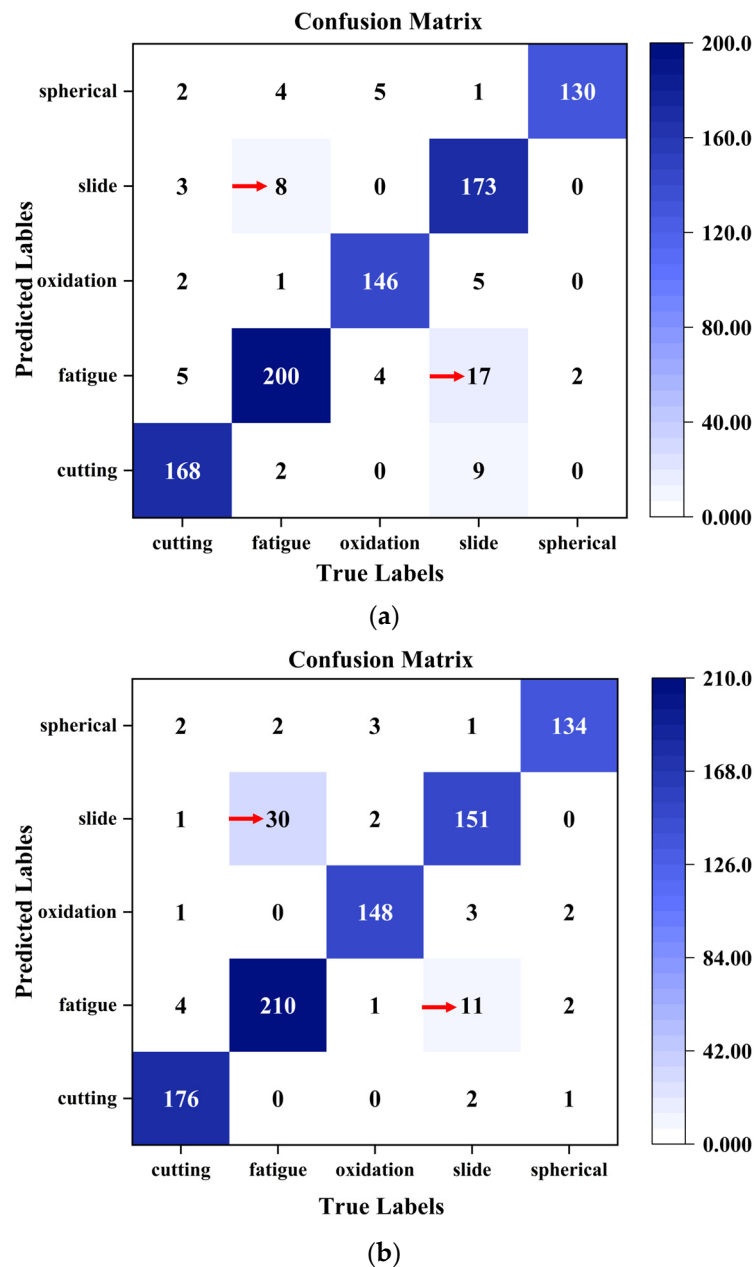 Confusion Matrix
spherical 2 4 5 1 130
slide 3 8 0 173 0
oxidation 2 1 146 5 0
fatigue 5 200 4 17 2
cutting 168 2 0 9 0
cutting fatigue oxidation slide spherical
True Labels
Predicted Lables
200.0
160.0
120.0
80.00
40.00
0.000
(a)
Confusion Matrix
spherical 2 2 3 1 134
slide 1 30 2 151 0
oxidation 1 0 148 3 2
fatigue 4 210 1 11 2
cutting 176 0 0 2 1
cutting fatigue oxidation slide spherical
True Labels
Predicted Lables
210.0
168.0
126.0
84.00
42.00
0.000
(b)